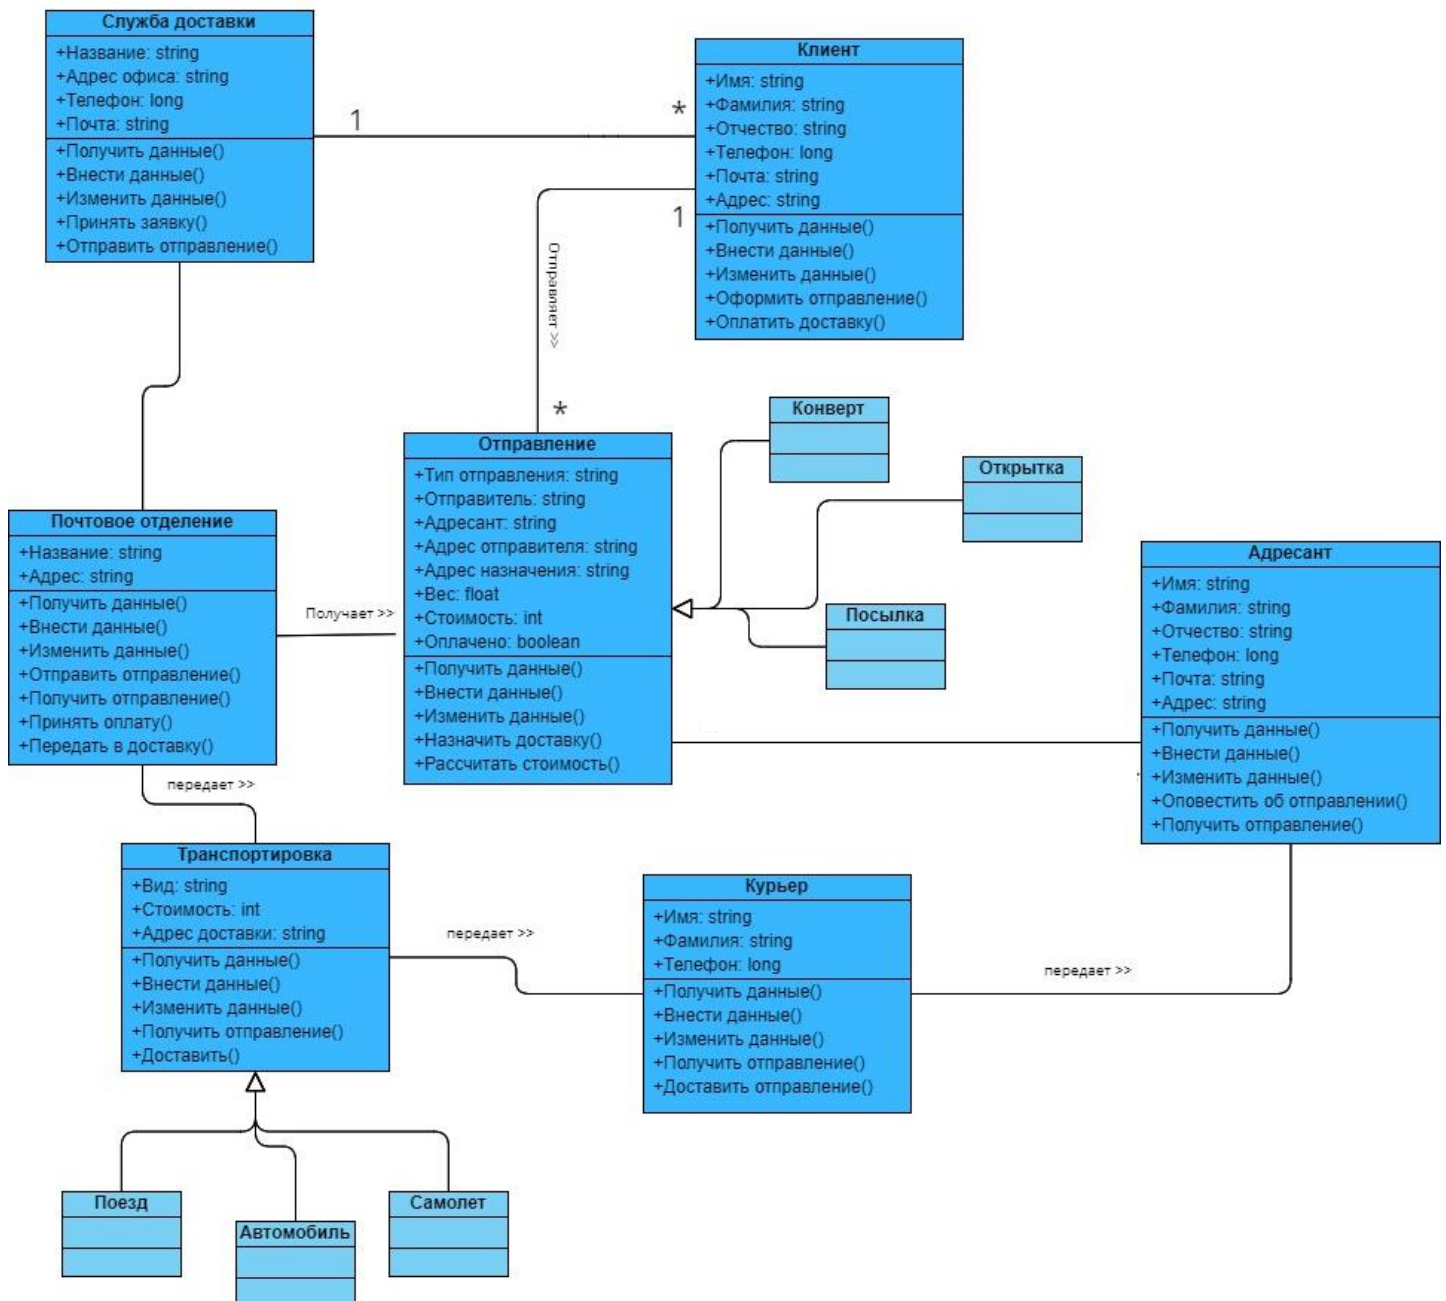 Служба доставки
+Название: string
+Адрес офиса: string
+Телефон: long
+Почта: string
+Получить данные()
+Внести данные()
+Изменить данные()
+Принять заявку()
+Отправить отправление()
1
*
Клиент
+Имя: string
+Фамилия: string
+Отчество: string
+Телефон: long
+Почта: string
+Адрес: string
+Получить данные()
+Внести данные()
+Изменить данные()
+Оформить отправление()
+Оплатить доставку()
1
Отправляет >>
*
Отправление
+Тип отправления: string
+Отправитель: string
+Адресант: string
+Адрес отправителя: string
+Адрес назначения: string
+Вес: float
+Стоимость: int
+Оплачено: boolean
+Получить данные()
+Внести данные()
+Изменить данные()
+Назначить доставку()
+Рассчитать стоимость()
Конверт
Открытка
Посылка
Почтовое отделение
+Название: string
+Адрес: string
+Получить данные()
+Внести данные()
+Изменить данные()
+Отправить отправление()
+Получить отправление()
+Принять оплату()
+Передать в доставку()
Получает >>
Адресант
+Имя: string
+Фамилия: string
+Отчество: string
+Телефон: long
+Почта: string
+Адрес: string
+Получить данные()
+Внести данные()
+Изменить данные()
+Оповестить об отправлении()
+Получить отправление()
передает >>
Транспортировка
+Вид: string
+Стоимость: int
+Адрес доставки: string
+Получить данные()
+Внести данные()
+Изменить данные()
+Получить отправление()
+Доставить()
передает >>
Курьер
+Имя: string
+Фамилия: string
+Телефон: long
+Получить данные()
+Внести данные()
+Изменить данные()
+Получить отправление()
+Доставить отправление()
передает >>
Поезд
Автомобиль
Самолет